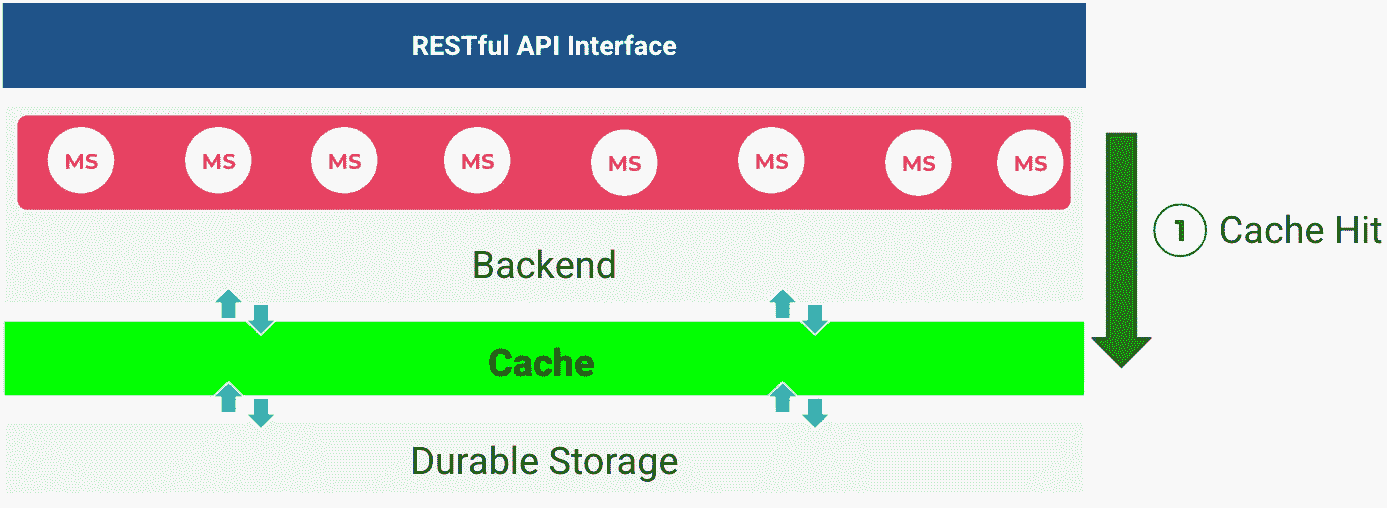 RESTful API Interface
MS MS MS MS MS MS MS MS
1 Cache Hit
Backend
Cache
Durable Storage